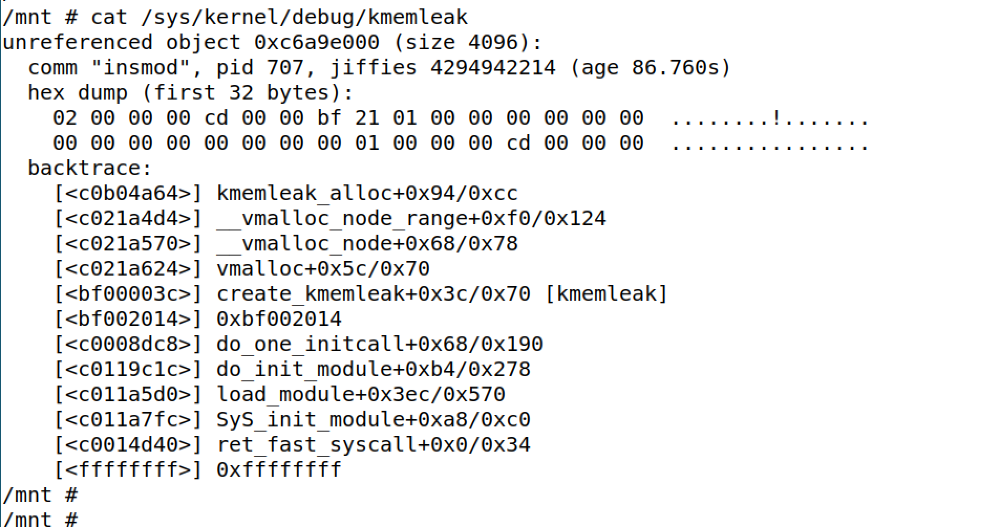 /mnt # cat /sys/kernel/debug/kmemleak
unreferenced object 0xc6a9e000 (size 4096):
  comm "insmod", pid 707, jiffies 4294942214 (age 86.760s)
  hex dump (first 32 bytes):
    02 00 00 00 cd 00 00 bf 21 01 00 00 00 00 00 00  ........!.......
    00 00 00 00 00 00 00 00 01 00 00 00 cd 00 00 00  ................
  backtrace:
    [<c0b04a64>] kmemleak_alloc+0x94/0xcc
    [<c021a4d4>] __vmalloc_node_range+0xf0/0x124
    [<c021a570>] __vmalloc_node+0x68/0x78
    [<c021a624>] vmalloc+0x5c/0x70
    [<bf00003c>] create_kmemleak+0x3c/0x70 [kmemleak]
    [<bf002014>] 0xbf002014
    [<c0008dc8>] do_one_initcall+0x68/0x190
    [<c0119c1c>] do_init_module+0xb4/0x278
    [<c011a5d0>] load_module+0x3ec/0x570
    [<c011a7fc>] SyS_init_module+0xa8/0xc0
    [<c0014d40>] ret_fast_syscall+0x0/0x34
    [<ffffffff>] 0xffffffff
/mnt #
/mnt #